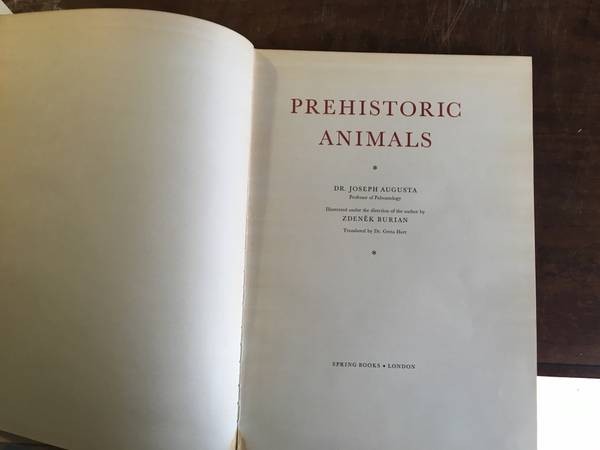 PREHISTORIC
ANIMALS
*
DR. JOSEPH AUGUSTA
Professor of Palæontology
Illustrated under the direction of the author by
ZDENĚK BURIAN
Translated by Dr. Greta Hort
*
SPRING BOOKS • LONDON